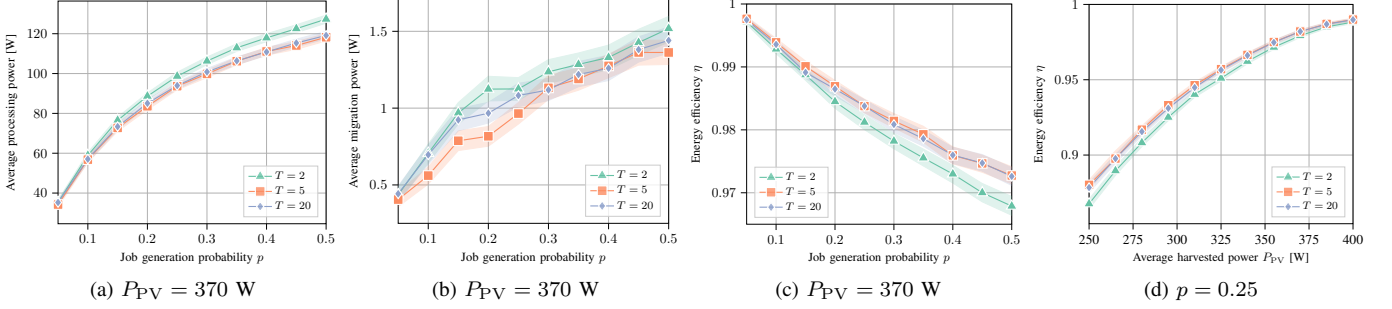 Average processing power [W]
120
100
80
60
40
0.1 0.2 0.3 0.4 0.5
Job generation probability p
T = 2
T = 5
T = 20
(a) P_PV = 370 W
Average migration power [W]
1.5
1
0.5
0.1 0.2 0.3 0.4 0.5
Job generation probability p
T = 2
T = 5
T = 20
(b) P_PV = 370 W
Energy efficiency η
1
0.99
0.98
0.97
0.1 0.2 0.3 0.4 0.5
Job generation probability p
T = 2
T = 5
T = 20
(c) P_PV = 370 W
Energy efficiency η
1
0.95
0.9
250 275 300 325 350 375 400
Average harvested power P_PV [W]
T = 2
T = 5
T = 20
(d) p = 0.25